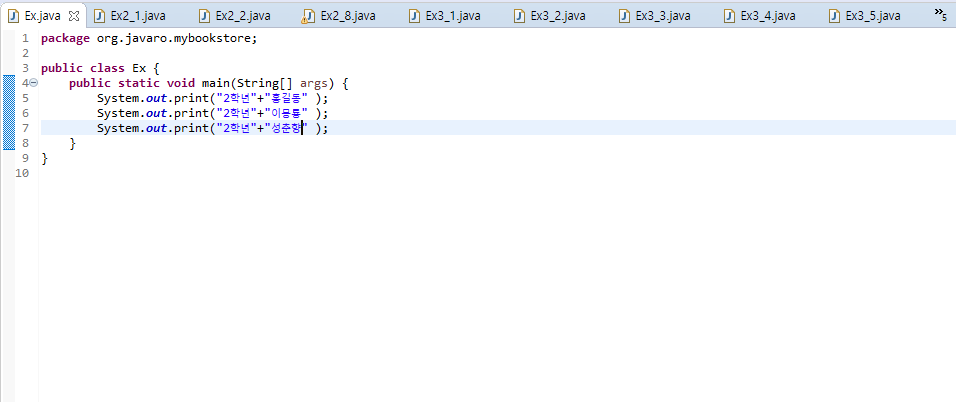 Ex.java Ex2_1.java Ex2_2.java Ex2_8.java Ex3_1.java Ex3_2.java Ex3_3.java Ex3_4.java Ex3_5.java »5
1 package org.javaro.mybookstore;
2
3 public class Ex {
4 public static void main(String[] args) {
5 System.out.print("2학년"+"홍길동" );
6 System.out.print("2학년"+"이몽룡" );
7 System.out.print("2학년"+"성춘향" );
8 }
9 }
10